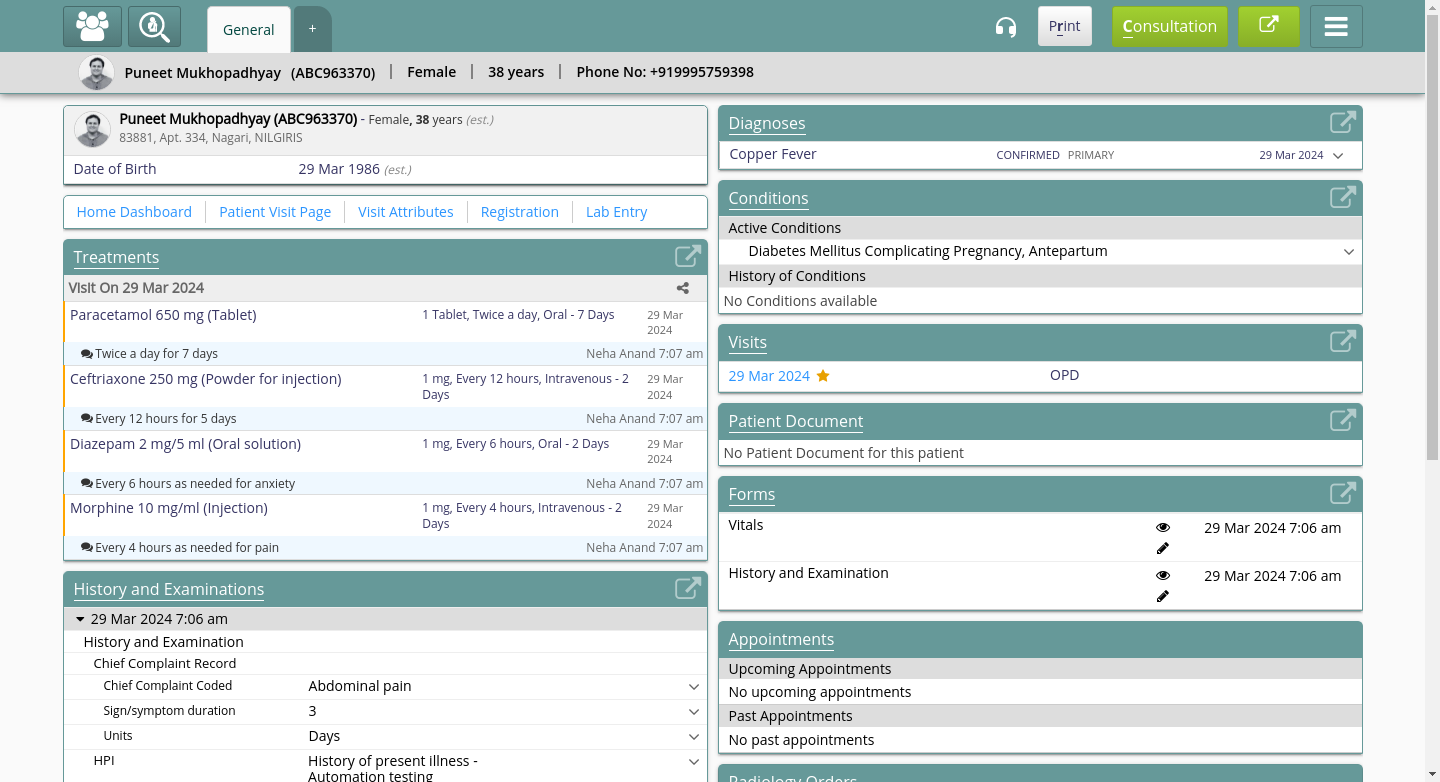 General
+
Print
Consultation
Puneet Mukhopadhyay (ABC963370) | Female | 38 years | Phone No: +919995759398
Puneet Mukhopadhyay (ABC963370) - Female, 38 years (est.)
83881, Apt. 334, Nagari, NILGIRIS
Date of Birth 29 Mar 1986 (est.)
Home Dashboard
Patient Visit Page
Visit Attributes
Registration
Lab Entry
Treatments
Visit On 29 Mar 2024
Paracetamol 650 mg (Tablet) 1 Tablet, Twice a day, Oral - 7 Days 29 Mar
2024
Twice a day for 7 days Neha Anand 7:07 am
Ceftriaxone 250 mg (Powder for injection) 1 mg, Every 12 hours, Intravenous - 2 29 Mar
Days 2024
Every 12 hours for 5 days Neha Anand 7:07 am
Diazepam 2 mg/5 ml (Oral solution) 1 mg, Every 6 hours, Oral - 2 Days 29 Mar
2024
Every 6 hours as needed for anxiety Neha Anand 7:07 am
Morphine 10 mg/ml (Injection) 1 mg, Every 4 hours, Intravenous - 2 29 Mar
Days 2024
Every 4 hours as needed for pain Neha Anand 7:07 am
History and Examinations
29 Mar 2024 7:06 am
History and Examination
Chief Complaint Record
Chief Complaint Coded Abdominal pain
Sign/symptom duration 3
Units Days
HPI History of present illness -
Automation testing
Diagnoses
Copper Fever CONFIRMED PRIMARY 29 Mar 2024
Conditions
Active Conditions
Diabetes Mellitus Complicating Pregnancy, Antepartum
History of Conditions
No Conditions available
Visits
29 Mar 2024 OPD
Patient Document
No Patient Document for this patient
Forms
Vitals 29 Mar 2024 7:06 am
History and Examination 29 Mar 2024 7:06 am
Appointments
Upcoming Appointments
No upcoming appointments
Past Appointments
No past appointments
Radiology Orders